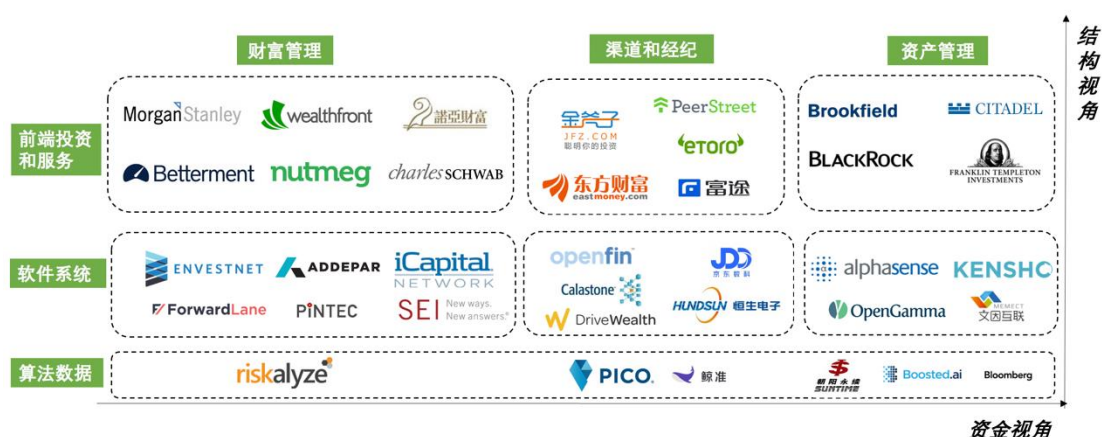 财富管理
渠道和经纪
资产管理
结构视角
前端投资
和服务
Morgan Stanley
wealthfront
諾亞財富
Betterment
nutmeg
charles SCHWAB
金斧子
JFZ.COM
聪明你的投资
PeerStreet
eTORO
东方财富
eastmoney.com
富途
Brookfield
CITADEL
BLACKROCK
FRANKLIN TEMPLETON
INVESTMENTS
软件系统
ENVESTNET
ADDEPAR
iCapital
NETWORK
ForwardLane
PINTEC
SEI
New ways.
New answers.®
openfin
JDD
京东数科
Calastone
DriveWealth
HUNDSUN 恒生电子
alphasense
KENSHO
OpenGamma
MEMECT
文因互联
算法数据
riskalyze
PICO.
鲸准
朝阳永续
SUNTIME
Boosted.ai
Bloomberg
资金视角